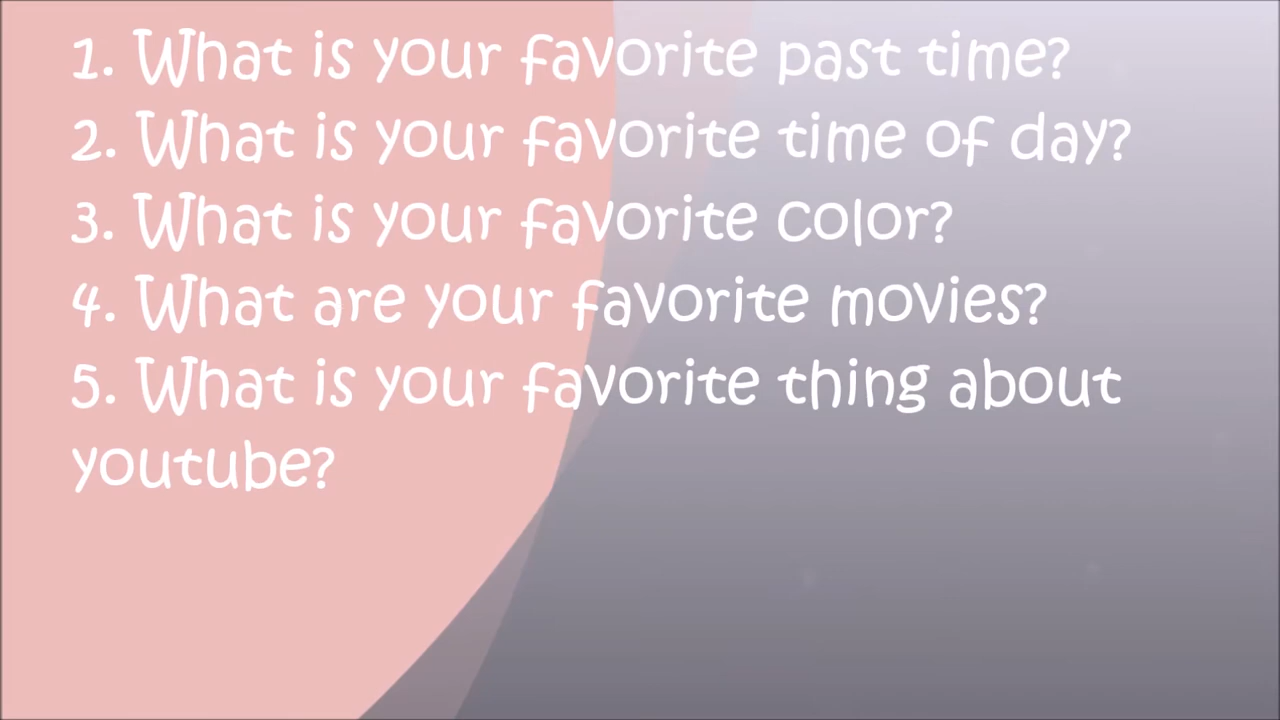 1. What is your favorite past time?
2. What is your favorite time of day?
3. What is your favorite color?
4. What are your favorite movies?
5. What is your favorite thing about
youtube?